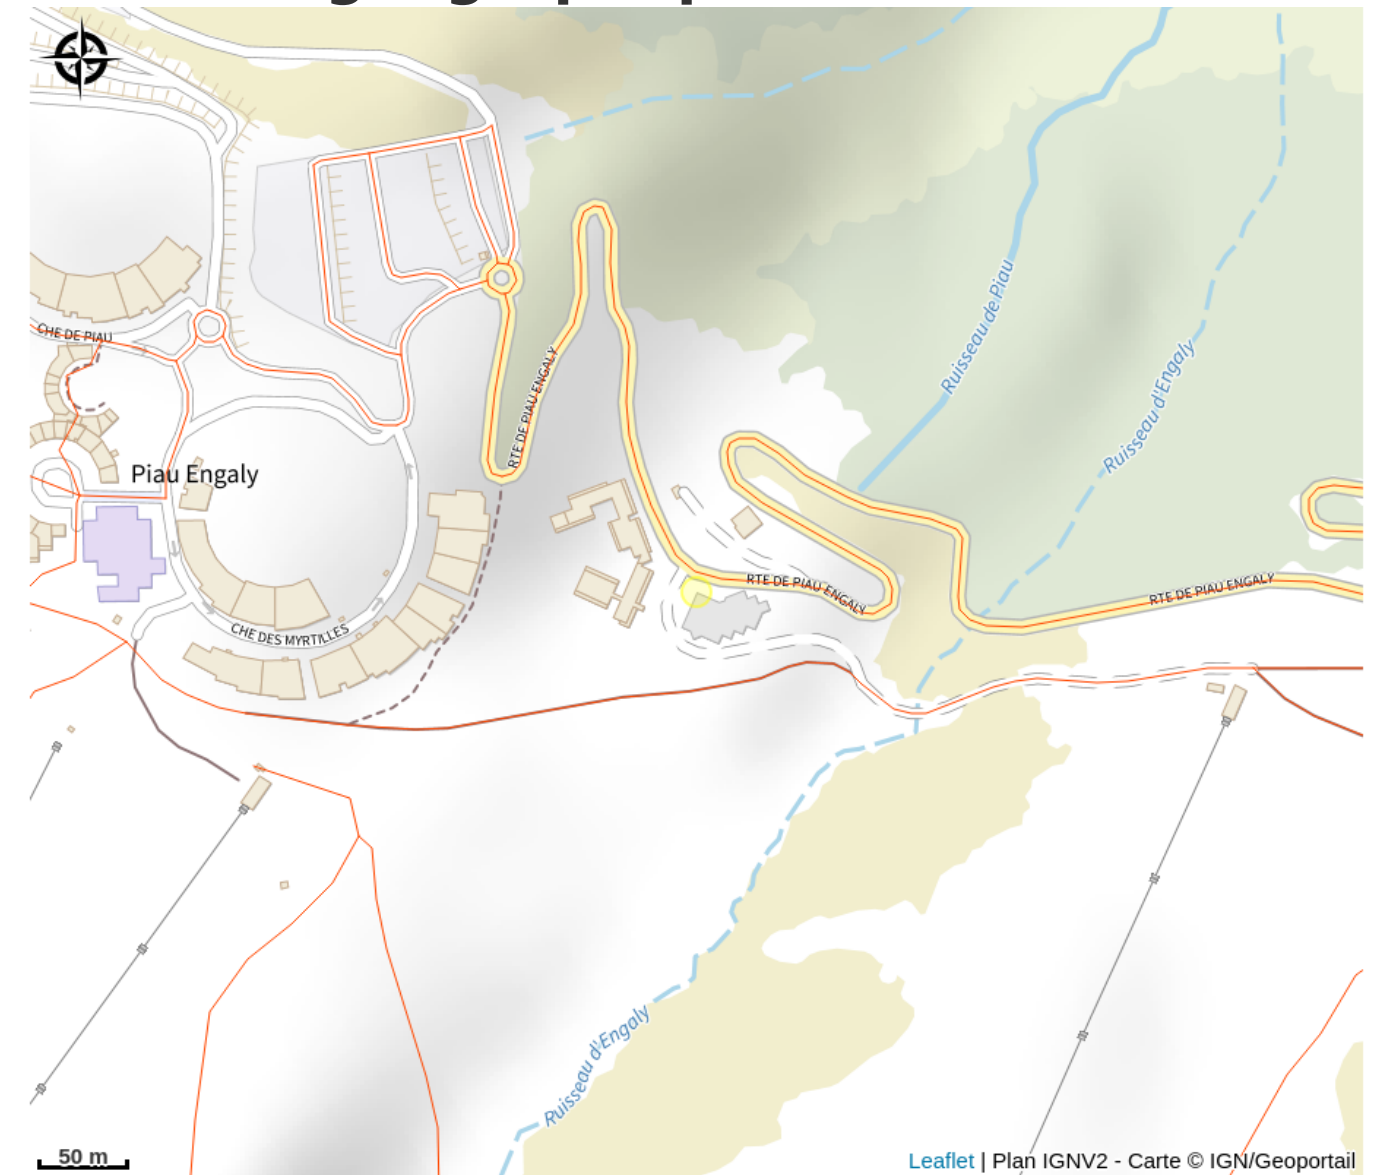 CHE DE PIAU
RTE DE PIAU ENGALY
Ruisseau de Piau
Ruisseau d'Engaly
Piau Engaly
RTE DE PIAU ENGALY
RTE DE PIAU ENGALY
CHE DES MYRTILLES
Ruisseau d'Engaly
50 m
Leaflet | Plan IGNV2 - Carte © IGN/Geoportail